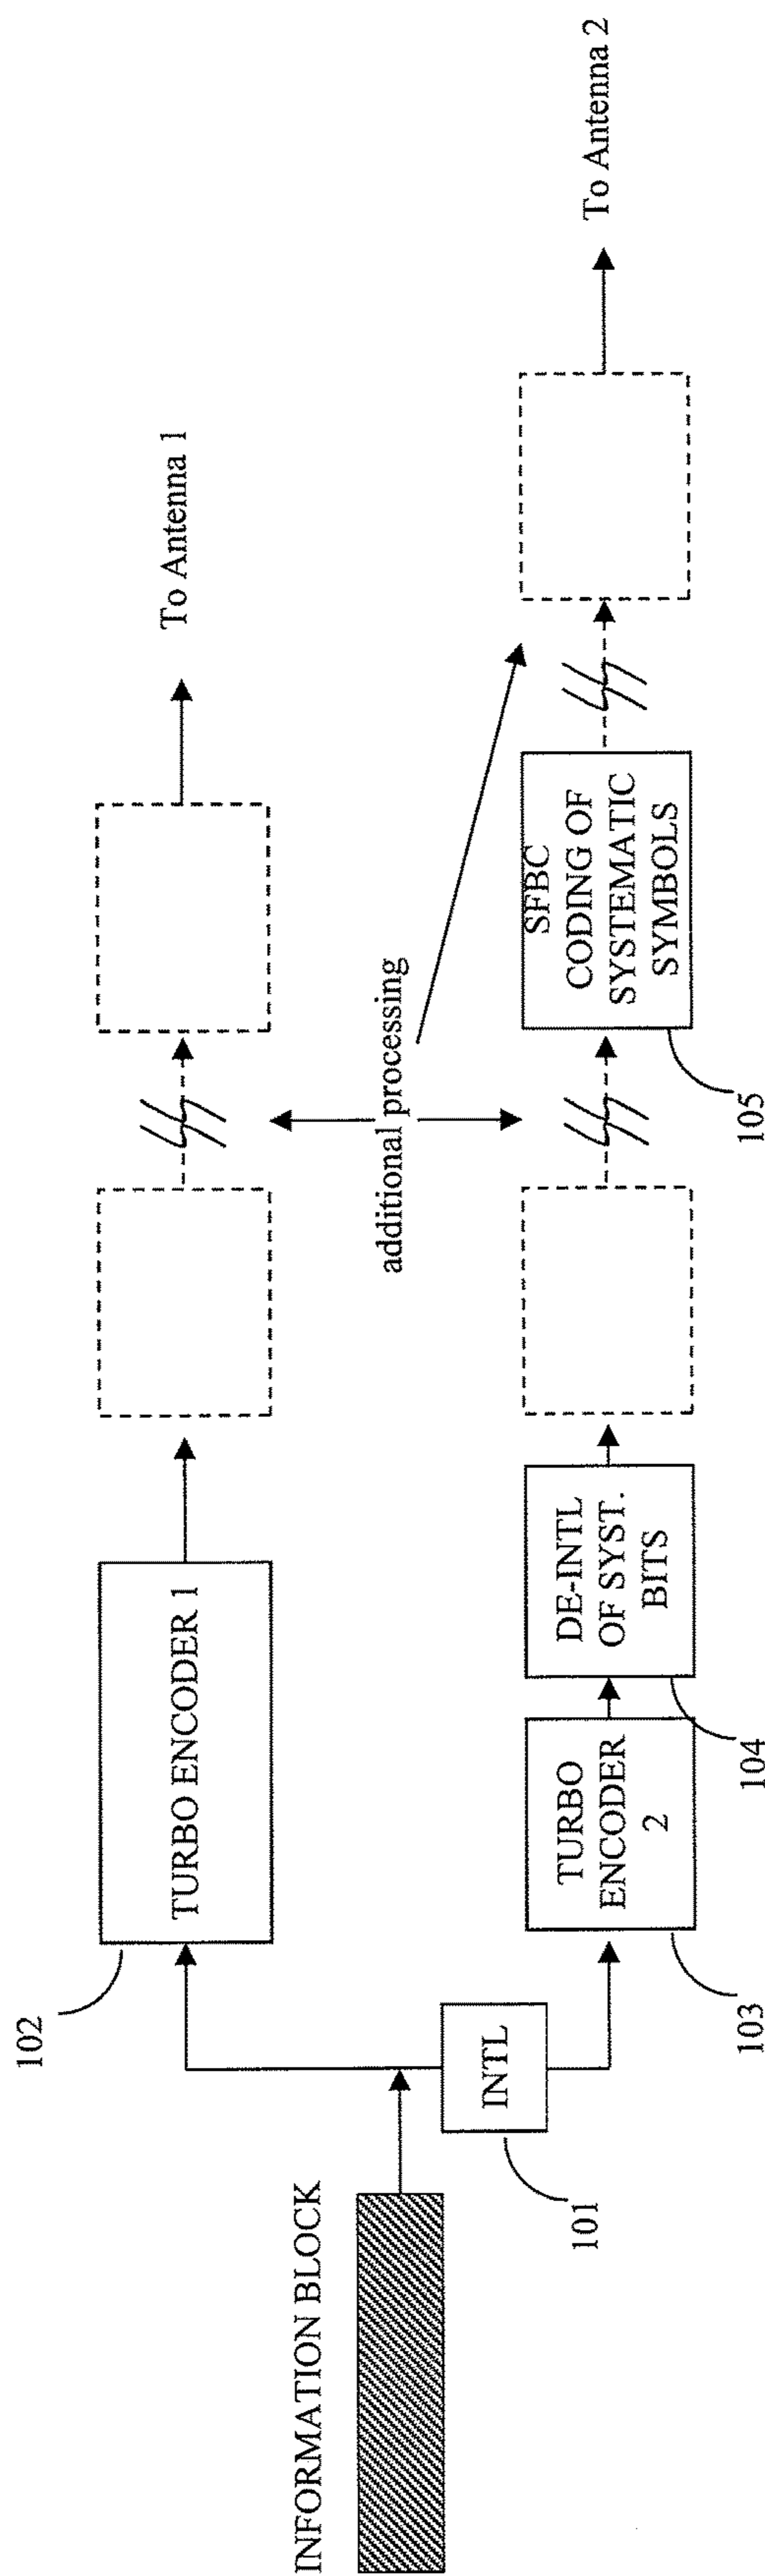 INFORMATION BLOCK
INTL
101
102
TURBO ENCODER 1
To Antenna 1
additional processing
TURBO
ENCODER
2
103
DE-INTL
OF SYST.
BITS
104
SFBC
CODING OF
SYSTEMATIC
SYMBOLS
105
To Antenna 2